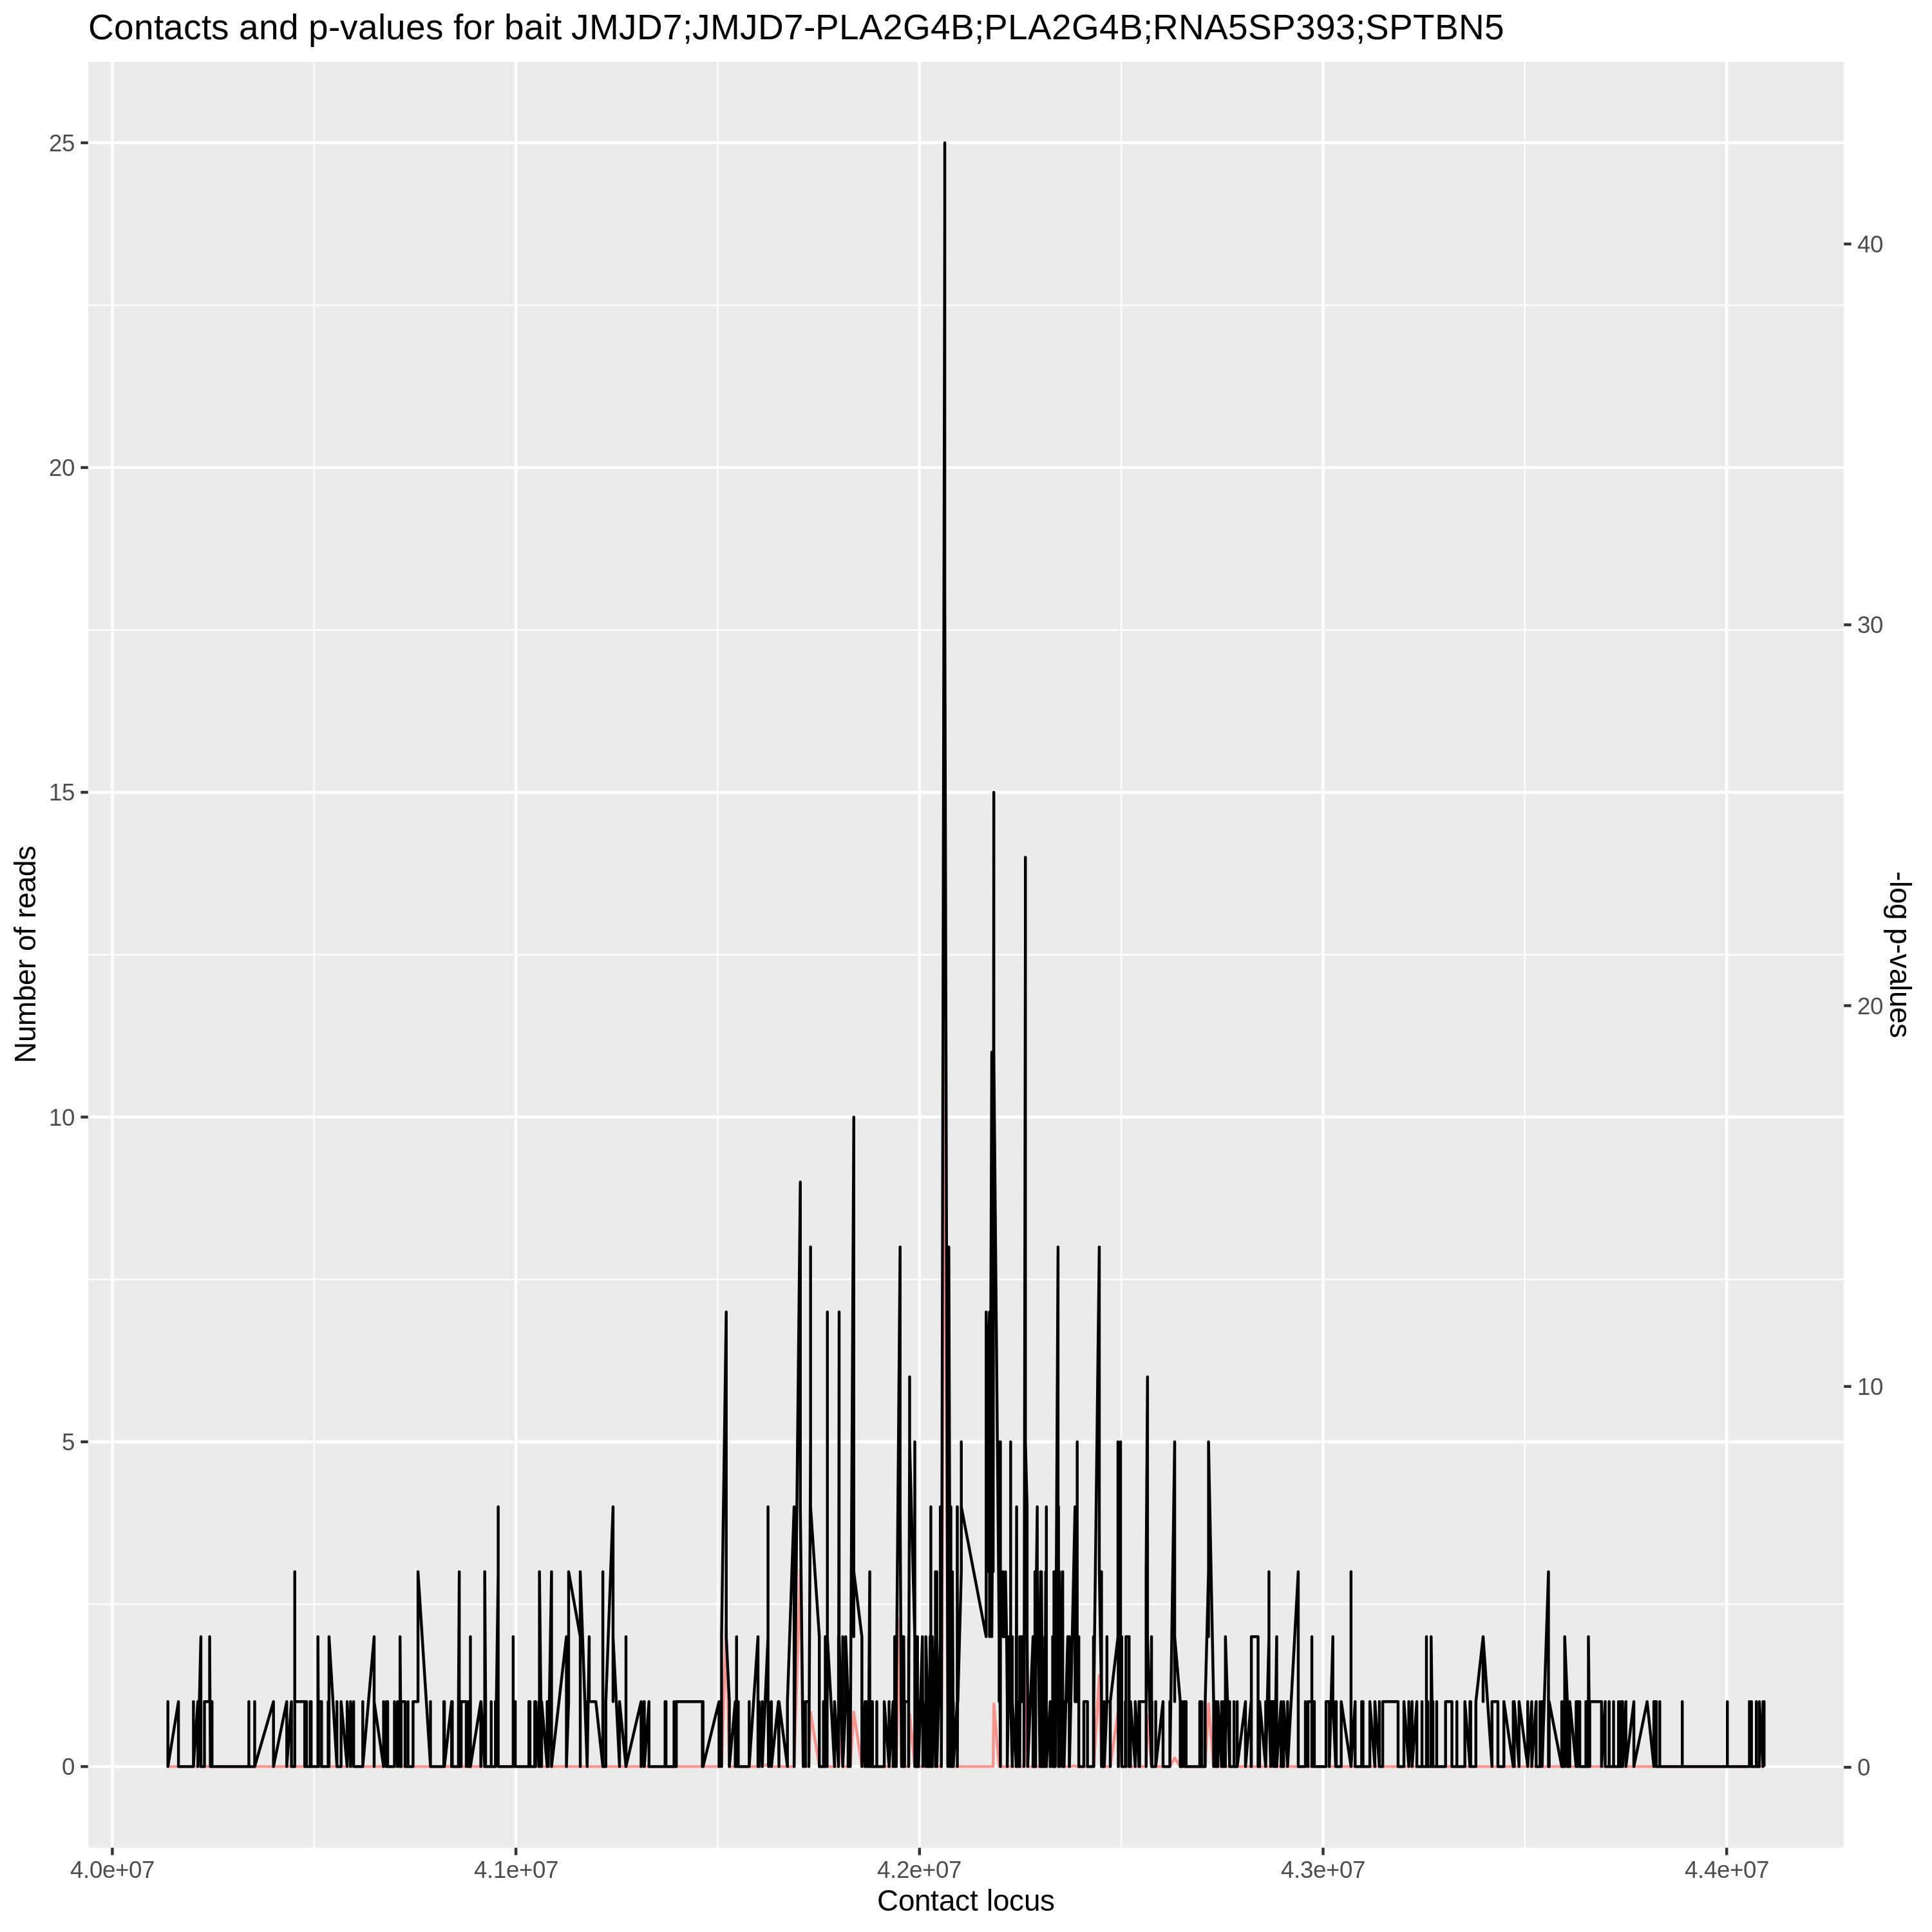 Contacts and p-values for bait JMJD7;JMJD7-PLA2G4B;PLA2G4B;RNA5SP393;SPTBN5
25
20
15
10
5
0
Number of reads
40
30
20
10
0
-log p-values
4.0e+07
4.1e+07
4.2e+07
4.3e+07
4.4e+07
Contact locus